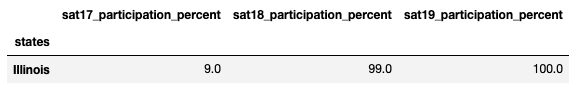 sat17_participation_percent sat18_participation_percent sat19_participation_percent
states
Illinois 9.0 99.0 100.0